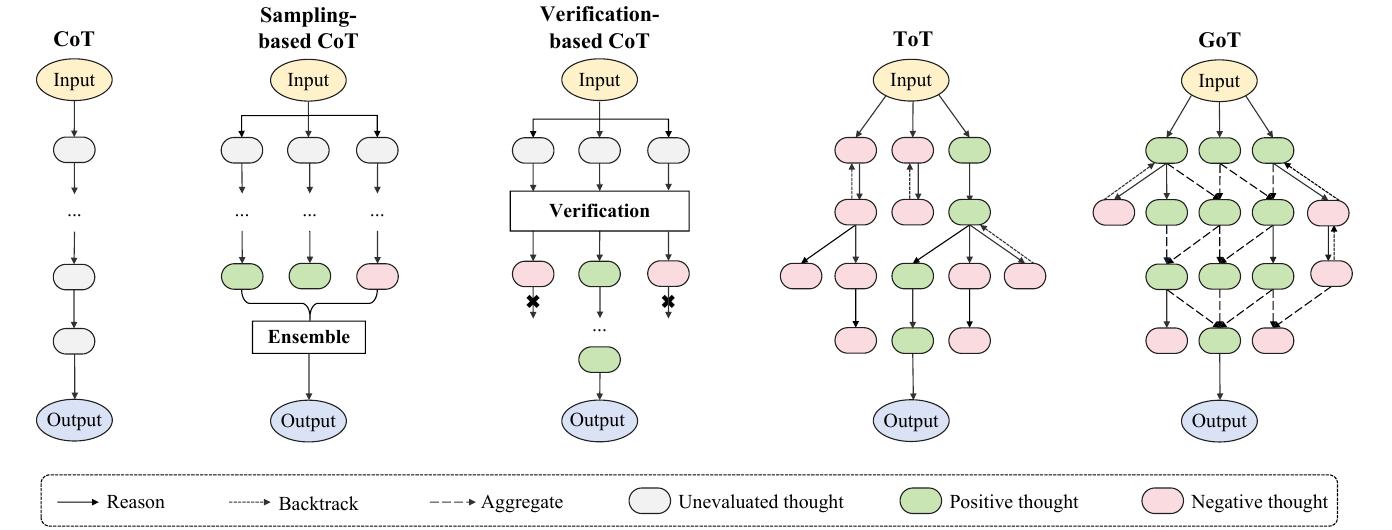 CoT
Input
...
Output
Sampling-
based CoT
Input
... ... ...
Ensemble
Output
Verification-
based CoT
Input
Verification
...
Output
ToT
Input
Output
GoT
Input
Output
Reason
Backtrack
Aggregate
Unevaluated thought
Positive thought
Negative thought